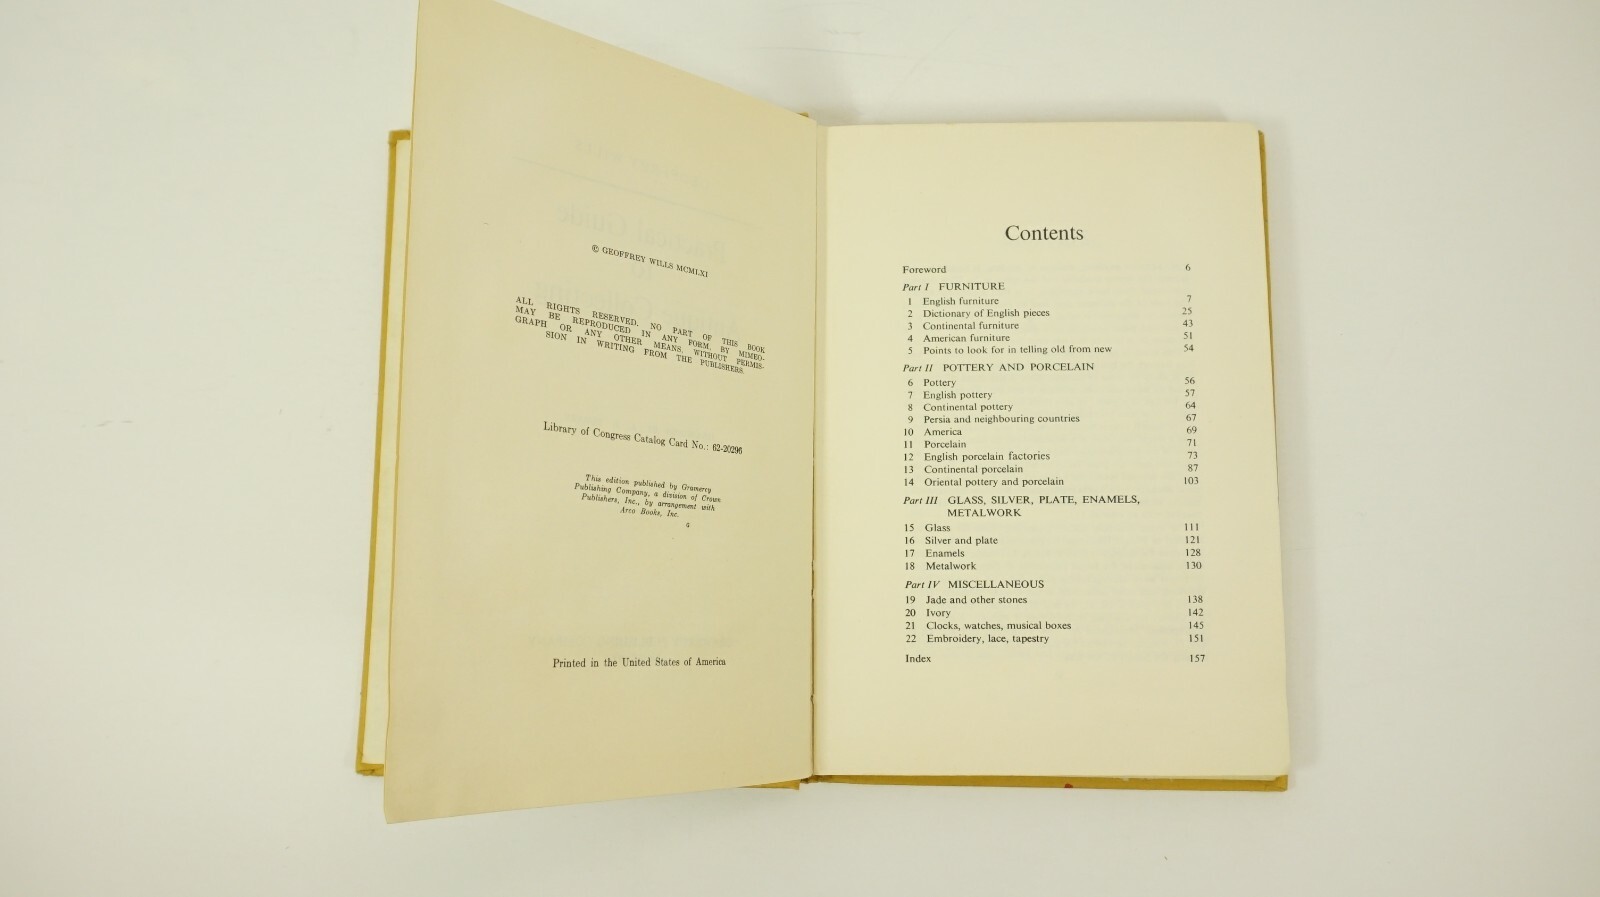 © GEOFFREY WILLS MCMLXI
ALL RIGHTS RESERVED. NO PART OF THIS BOOK
MAY BE REPRODUCED IN ANY FORM, BY MIMEO-
GRAPH OR ANY OTHER MEANS, WITHOUT PERMIS-
SION IN WRITING FROM THE PUBLISHERS.
Library of Congress Catalog Card No.: 62-20296
This edition published by Gramercy
Publishing Company, a division of Crown
Publishers, Inc., by arrangement with
Arco Books, Inc.
Printed in the United States of America
Contents
Foreword 6
Part I FURNITURE
1 English furniture 7
2 Dictionary of English pieces 25
3 Continental furniture 43
4 American furniture 51
5 Points to look for in telling old from new 54
Part II POTTERY AND PORCELAIN
6 Pottery 56
7 English pottery 57
8 Continental pottery 64
9 Persia and neighbouring countries 67
10 America 69
11 Porcelain 71
12 English porcelain factories 73
13 Continental porcelain 87
14 Oriental pottery and porcelain 103
Part III GLASS, SILVER, PLATE, ENAMELS,
METALWORK
15 Glass 111
16 Silver and plate 121
17 Enamels 128
18 Metalwork 130
Part IV MISCELLANEOUS
19 Jade and other stones 138
20 Ivory 142
21 Clocks, watches, musical boxes 145
22 Embroidery, lace, tapestry 151
Index 157